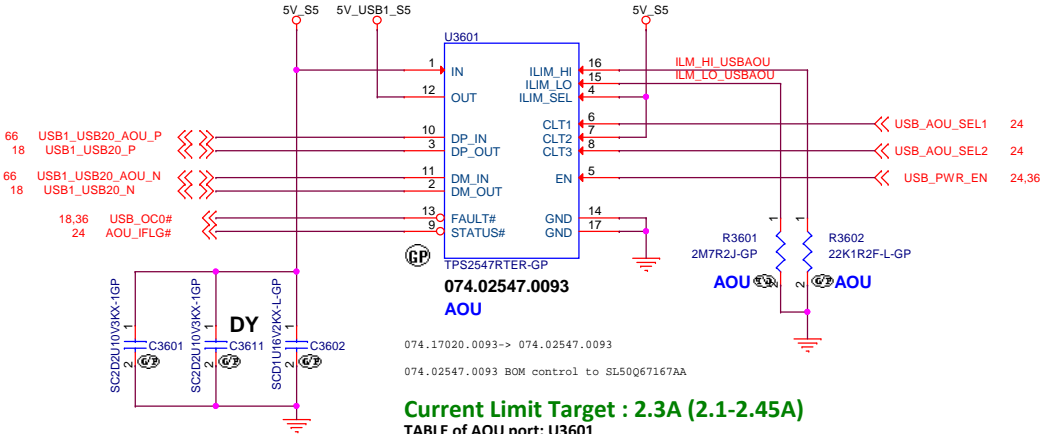 5V_S5
5V_USB1_S5
5V_S5
U3601
1 IN
12 OUT
10 DP_IN
3 DP_OUT
11 DM_IN
2 DM_OUT
13 FAULT#
9 STATUS#
ILIM_HI 16
ILIM_LO 15
ILIM_SEL 4
CLT1 6
CLT2 7
CLT3 8
EN 5
GND 14
GND 17
ILM_HI_USBAOU
ILM_LO_USBAOU
66 USB1_USB20_AOU_P
18 USB1_USB20_P
66 USB1_USB20_AOU_N
18 USB1_USB20_N
18,36 USB_OC0#
24 AOU_IFLG#
USB_AOU_SEL1 24
USB_AOU_SEL2 24
USB_PWR_EN 24,36
GP
TPS2547RTER-GP
074.02547.0093
AOU
1
R3601
2M7R2J-GP
AOU
2
1
R3602
22K1R2F-L-GP
AOU
2
SC2D2U10V3KX-1GP
1
2
C3601
SC2D2U10V3KX-1GP
1
2
DY
C3611
SCD1U16V2KX-L-GP
1
2
C3602
074.17020.0093-> 074.02547.0093
074.02547.0093 BOM control to SL50Q67167AA
Current Limit Target : 2.3A (2.1-2.45A)
TABLE of AOU port: U3601